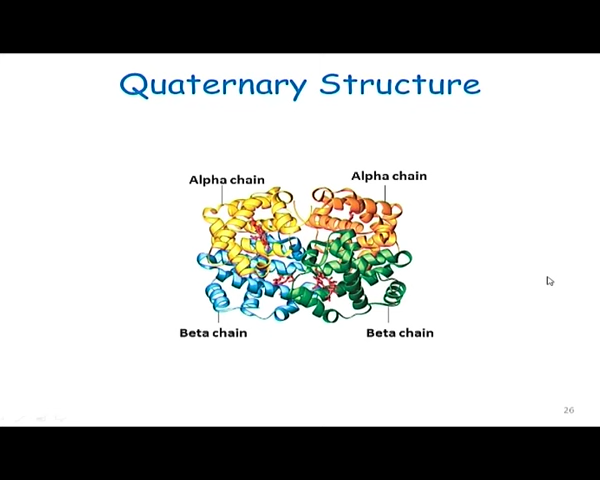 Quaternary Structure
Alpha chain
Alpha chain
Beta chain
Beta chain
26